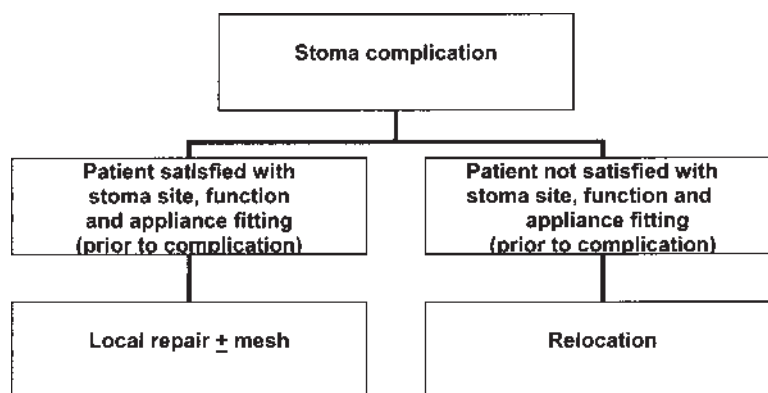 Stoma complication
Patient satisfied with
stoma site, function
and appliance fitting
(prior to complication)
Patient not satisfied with
stoma site, function and
appliance fitting
(prior to complication)
Local repair ± mesh
Relocation